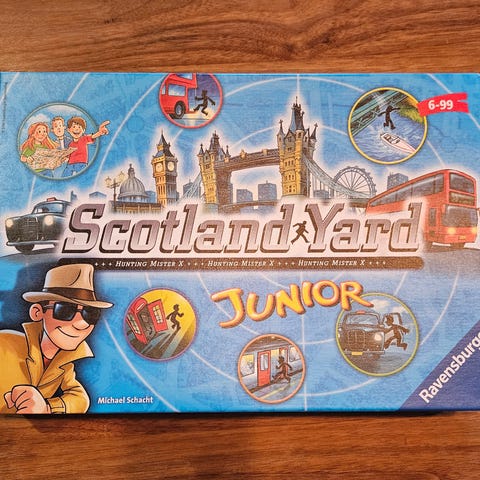 6-99
Scotland Yard
+ + + HUNTING MISTER X + + + HUNTING MISTER X + + + HUNTING MISTER X + + +
JUNIOR
Michael Schacht
Ravensburger